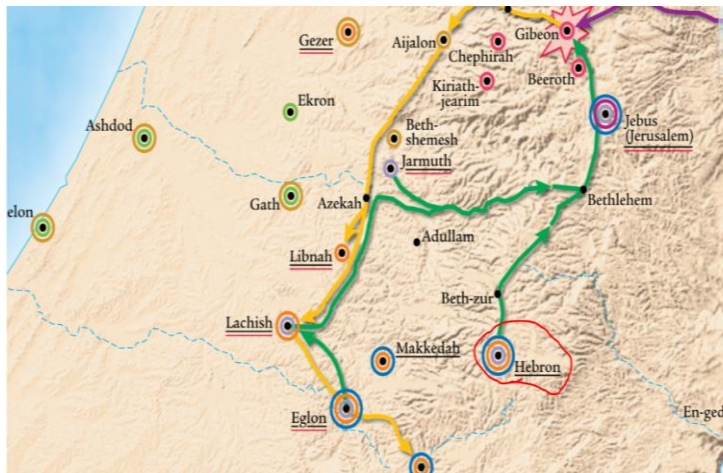 Gezer
Aijalon
Gibeon
Chephirah
Beeroth
Kiriath-
jearim
Ekron
Ashdod
Beth-
shemesh
Jebus
(Jerusalem)
Jarmuth
Gath
Azekah
Bethlehem
elon
Adullam
Libnah
Beth-zur
Lachish
Makkedah
Hebron
Eglon
En-ged